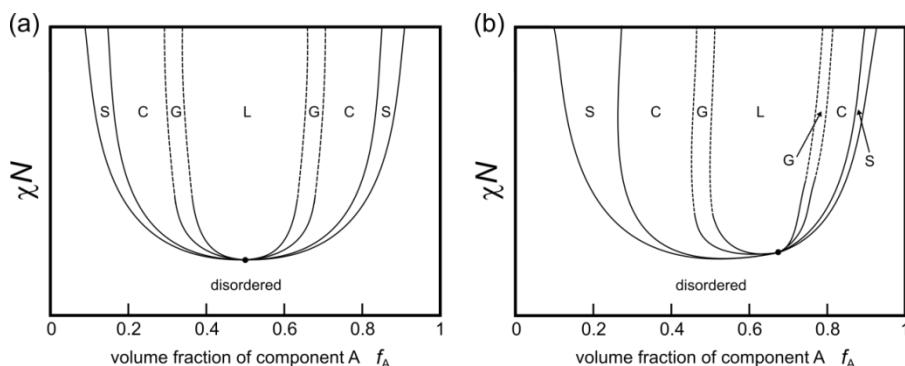 (a)
S C G L G C S
χN
disordered
0 0.2 0.4 0.6 0.8 1
volume fraction of component A f_A
(b)
S C G L C
G S
χN
disordered
0 0.2 0.4 0.6 0.8 1
volume fraction of component A f_A